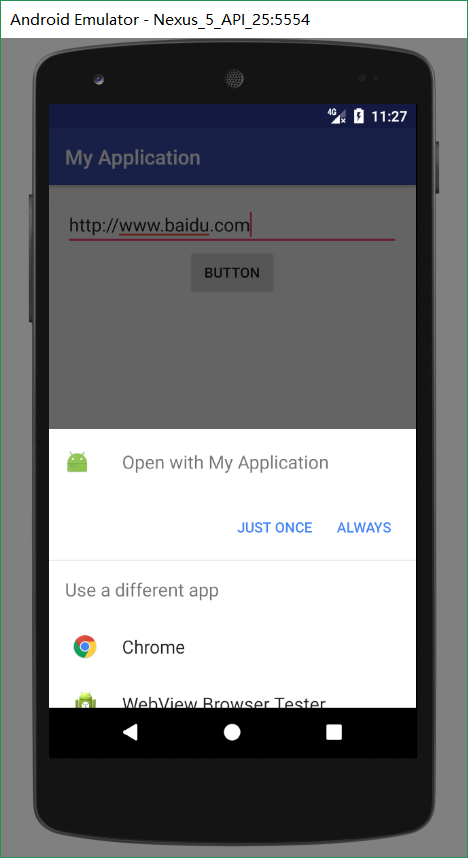 Android Emulator - Nexus_5_API_25:5554
4G 11:27
My Application
http://www.baidu.com
BUTTON
Open with My Application
JUST ONCE ALWAYS
Use a different app
Chrome
WebView Browser Tester